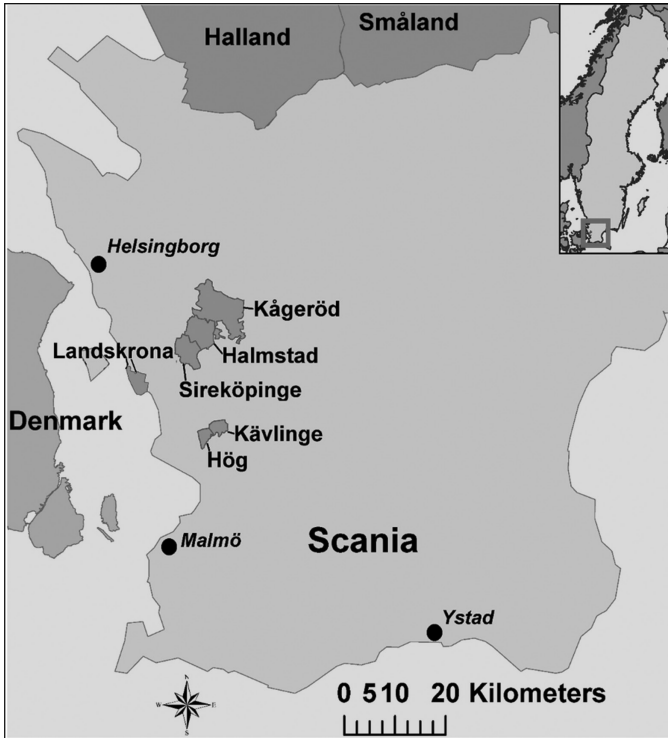 Halland
Småland
Helsingborg
Kågeröd
Landskrona
Halmstad
Sireköpinge
Denmark
Kävlinge
Hög
Malmö
Scania
Ystad
N
W E
S
0 5 10 20 Kilometers